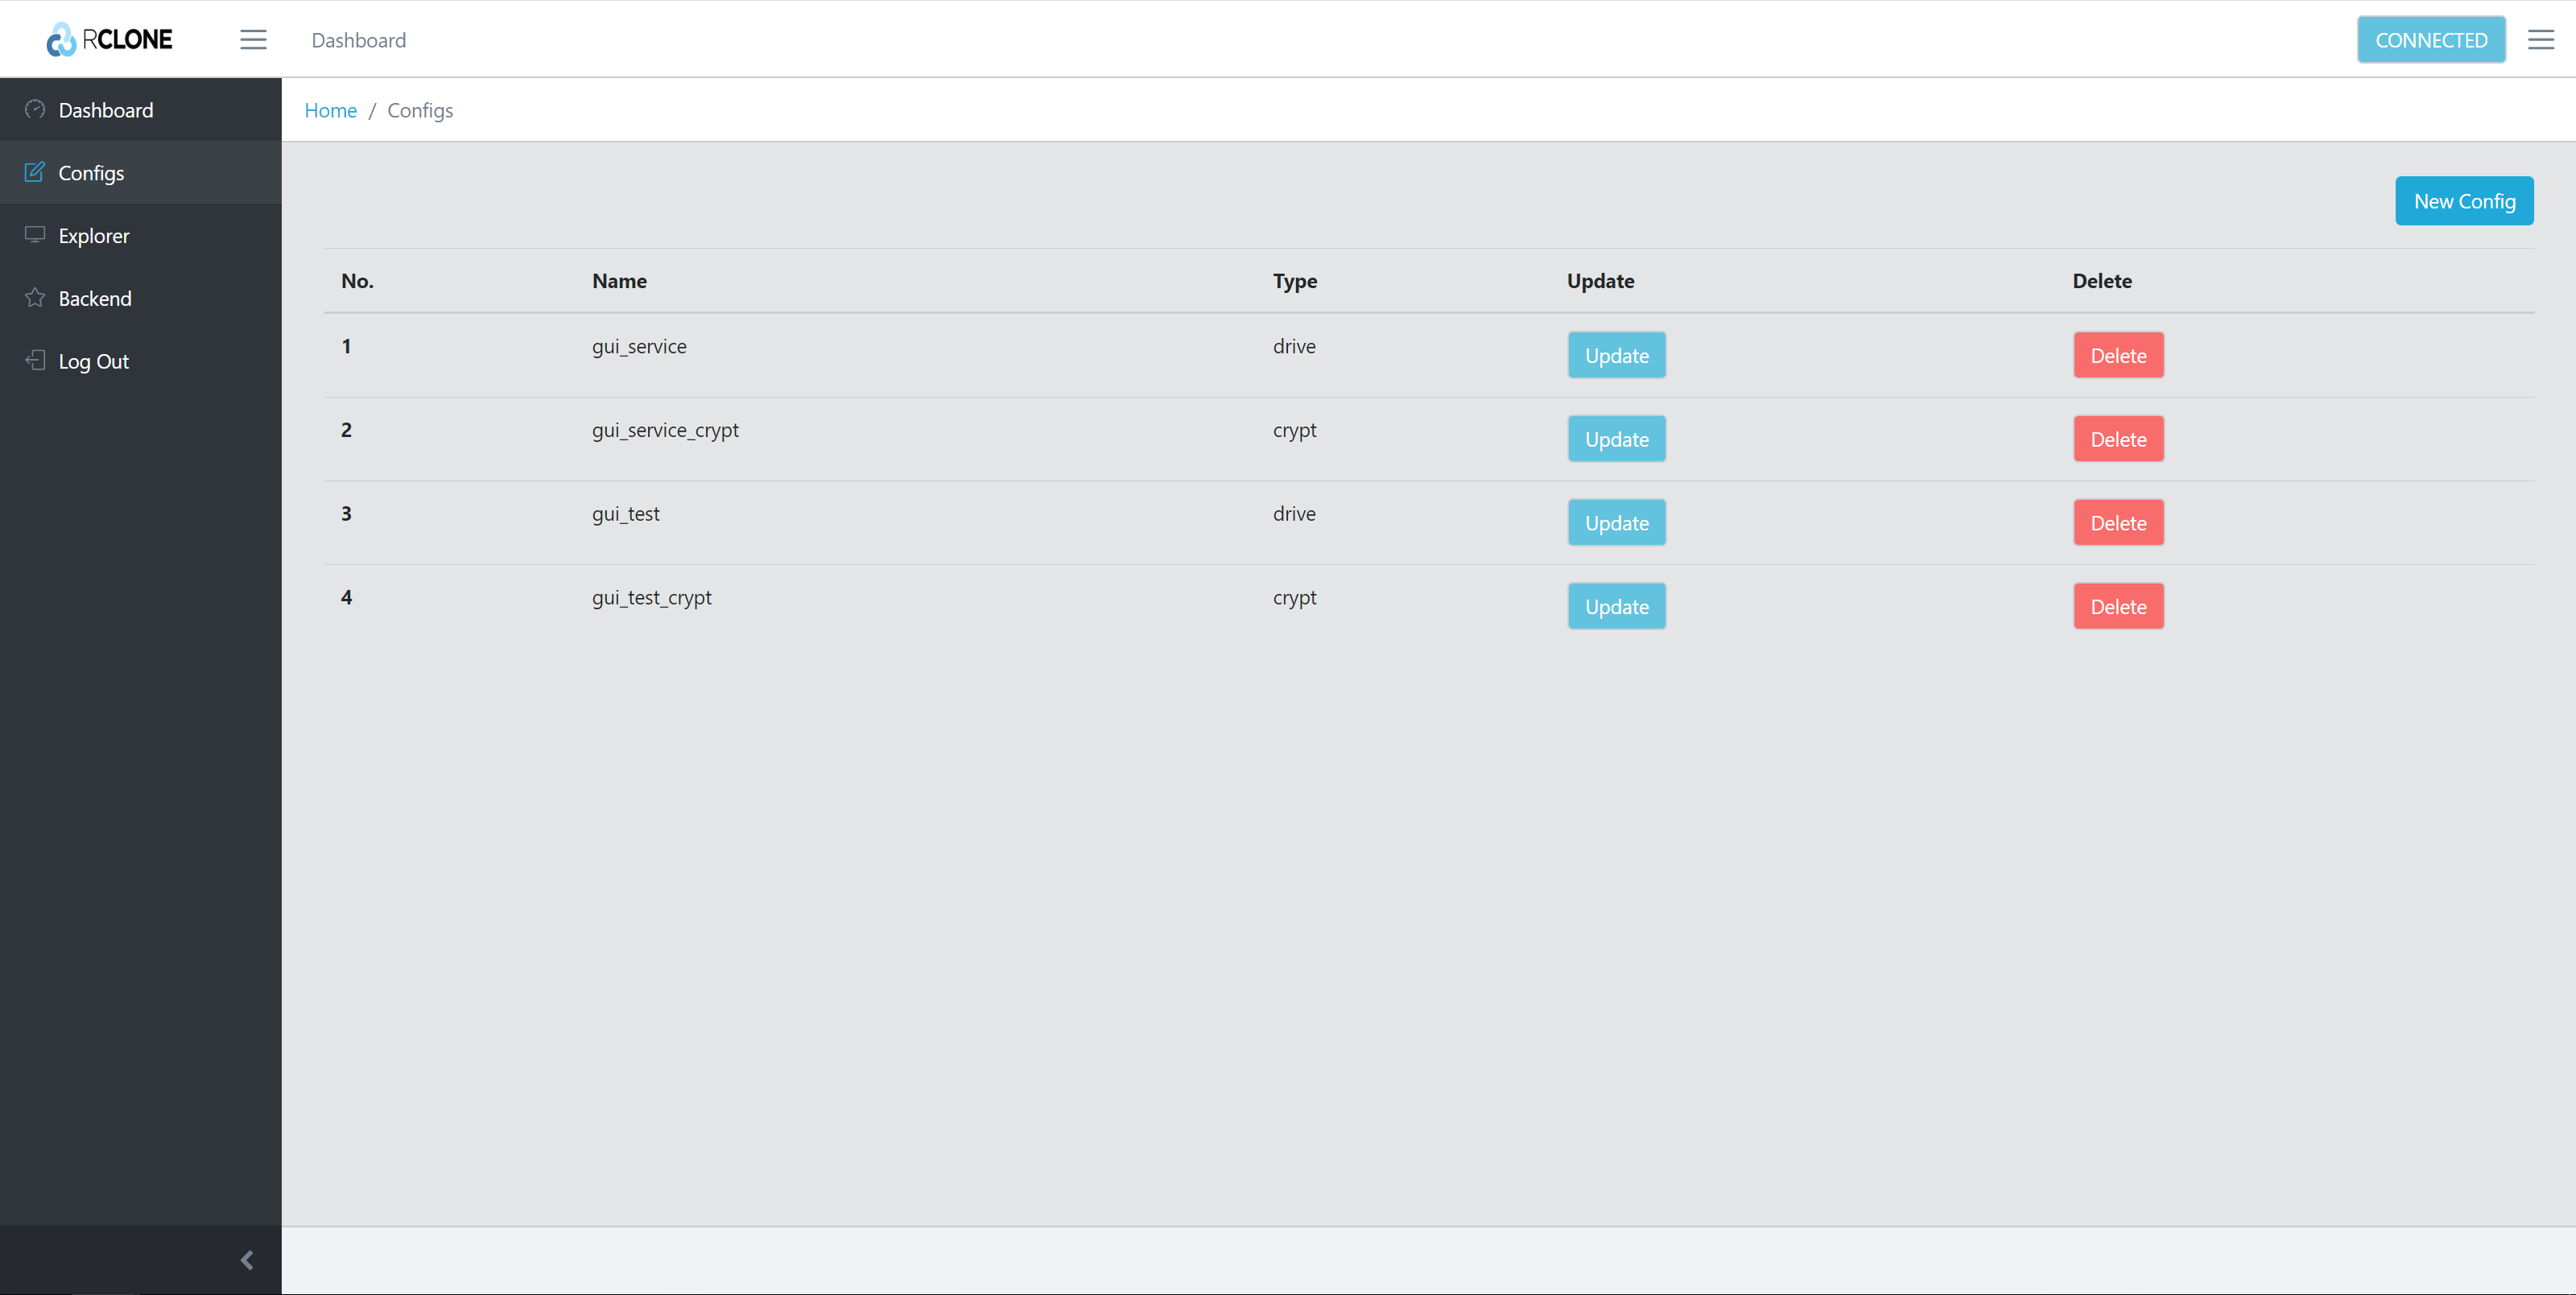 RCLONE
Dashboard
CONNECTED
Dashboard
Configs
Explorer
Backend
Log Out
Home / Configs
New Config
No. Name Type Update Delete
1 gui_service drive Update Delete
2 gui_service_crypt crypt Update Delete
3 gui_test drive Update Delete
4 gui_test_crypt crypt Update Delete